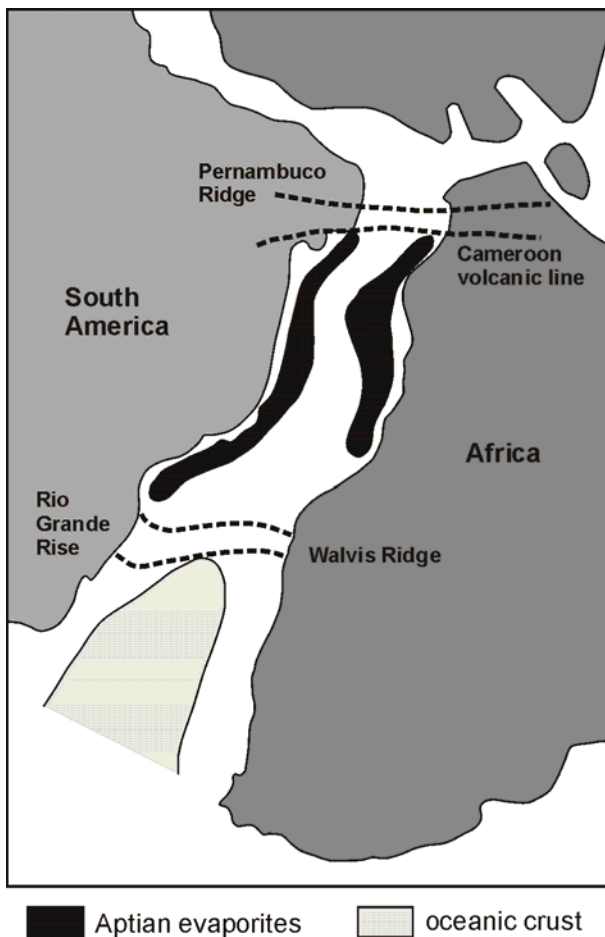 Pernambuco
Ridge
Cameroon
volcanic line
South
America
Africa
Rio
Grande
Rise
Walvis Ridge
Aptian evaporites
oceanic crust